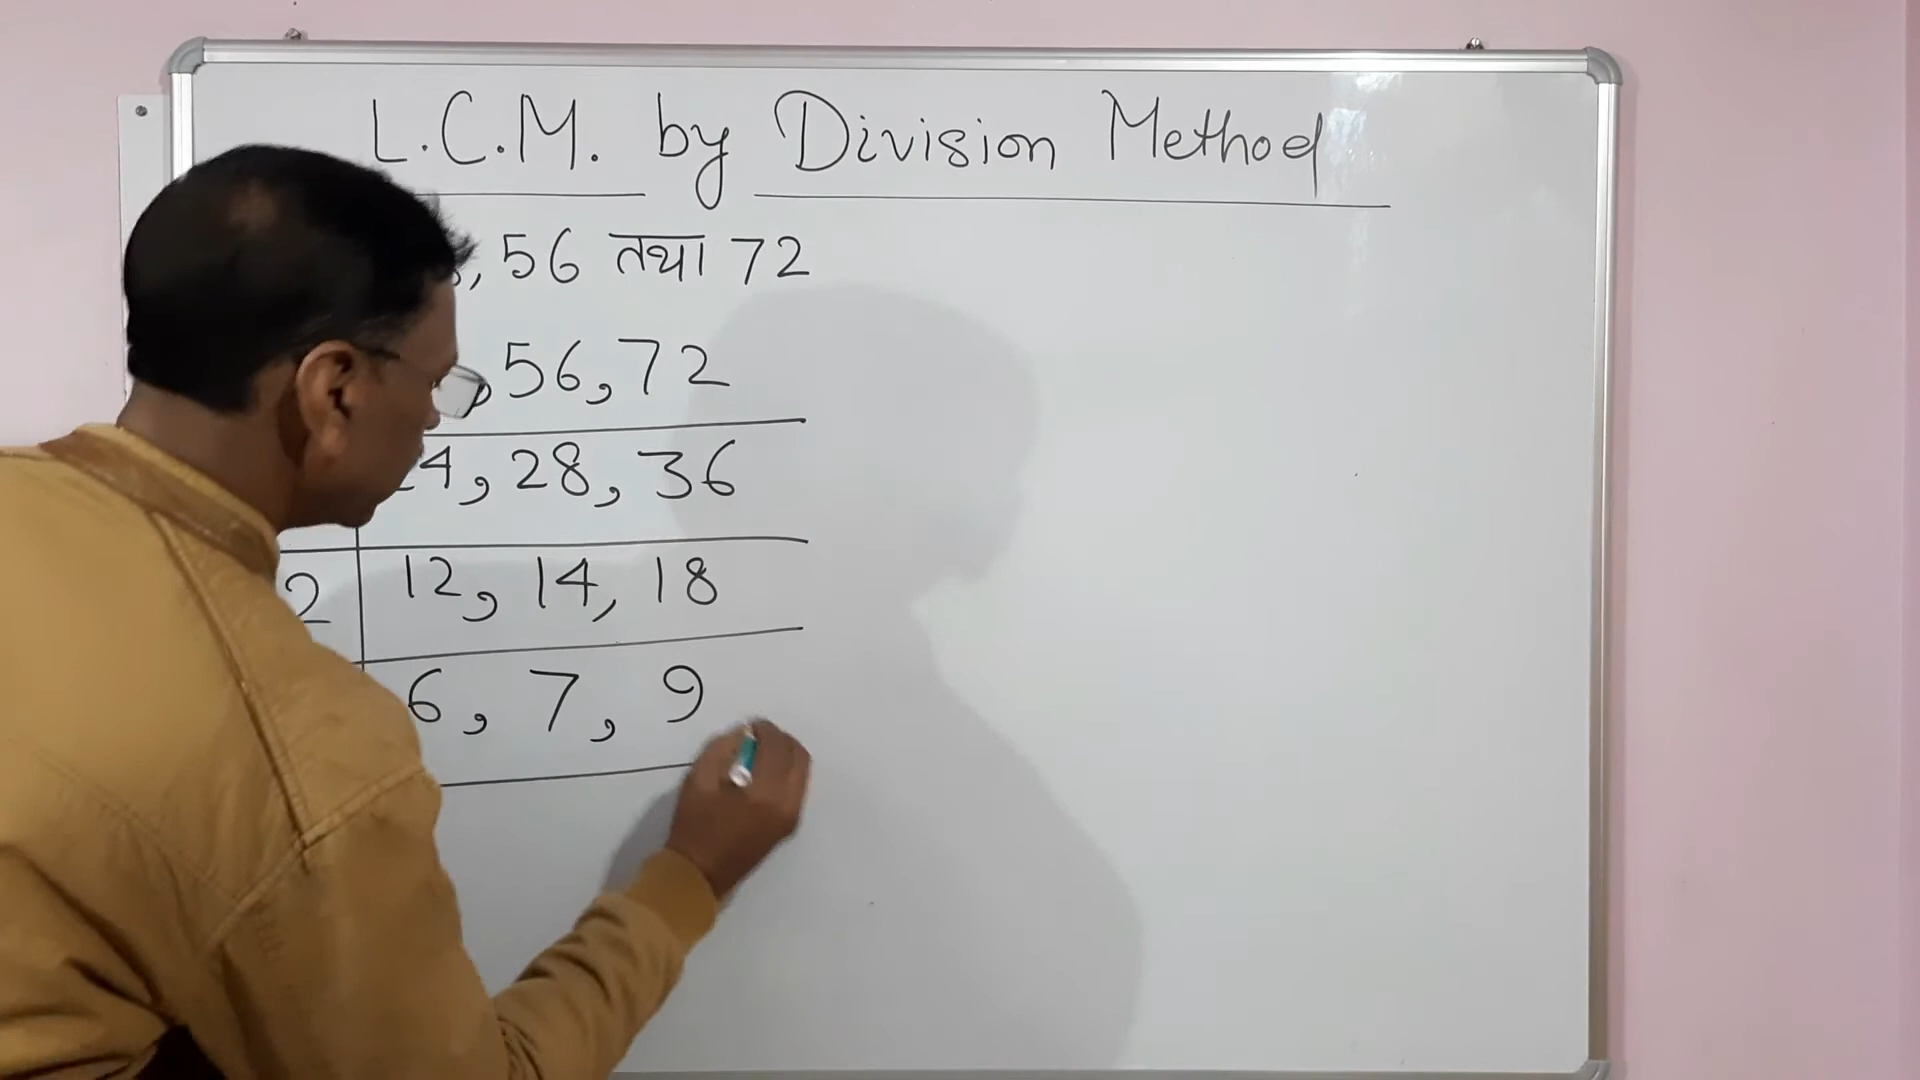 L.C.M. by Division Method
, 56 तथा 72
, 56, 72
4, 28, 36
2 12, 14, 18
6, 7, 9